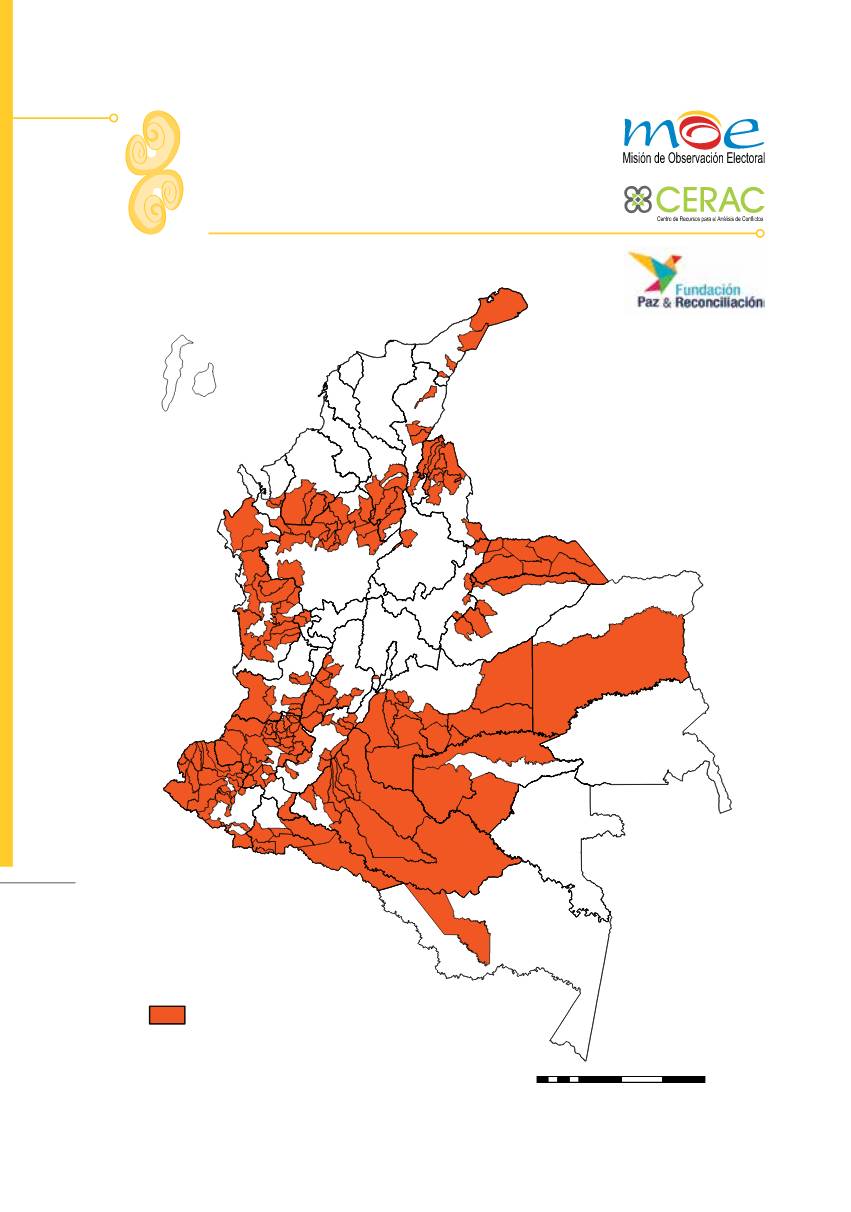 moe
Misión de Observación Electoral
CERAC
Centro de Recursos para el Análisis de Conflictos
Fundación
Paz & Reconciliación